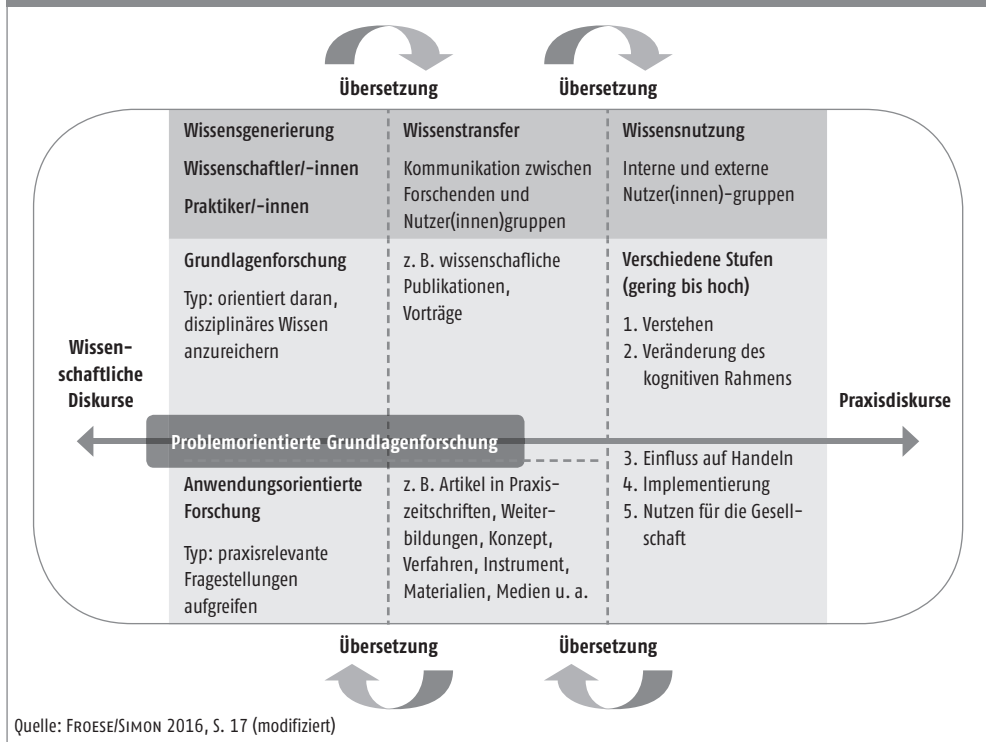 Übersetzung
Übersetzung
Wissensgenerierung
Wissenschaftler/-innen
Praktiker/-innen
Wissenstransfer
Kommunikation zwischen
Forschenden und
Nutzer(innen)gruppen
Wissensnutzung
Interne und externe
Nutzer(innen)-gruppen
Grundlagenforschung
Typ: orientiert daran,
disziplinäres Wissen
anzureichern
z. B. wissenschafliche
Publikationen,
Vorträge
Verschiedene Stufen
(gering bis hoch)
1. Verstehen
2. Veränderung des
kognitiven Rahmens
Wissen-
schaftliche
Diskurse
Praxisdiskurse
Problemorientierte Grundlagenforschung
Anwendungsorientierte
Forschung
Typ: praxisrelevante
Fragestellungen
aufgreifen
z. B. Artikel in Praxis-
zeitschriften, Weiter-
bildungen, Konzept,
Verfahren, Instrument,
Materialien, Medien u. a.
3. Einfluss auf Handeln
4. Implementierung
5. Nutzen für die Gesell-
schaft
Übersetzung
Übersetzung
Quelle: FROESE/SIMON 2016, S. 17 (modifiziert)